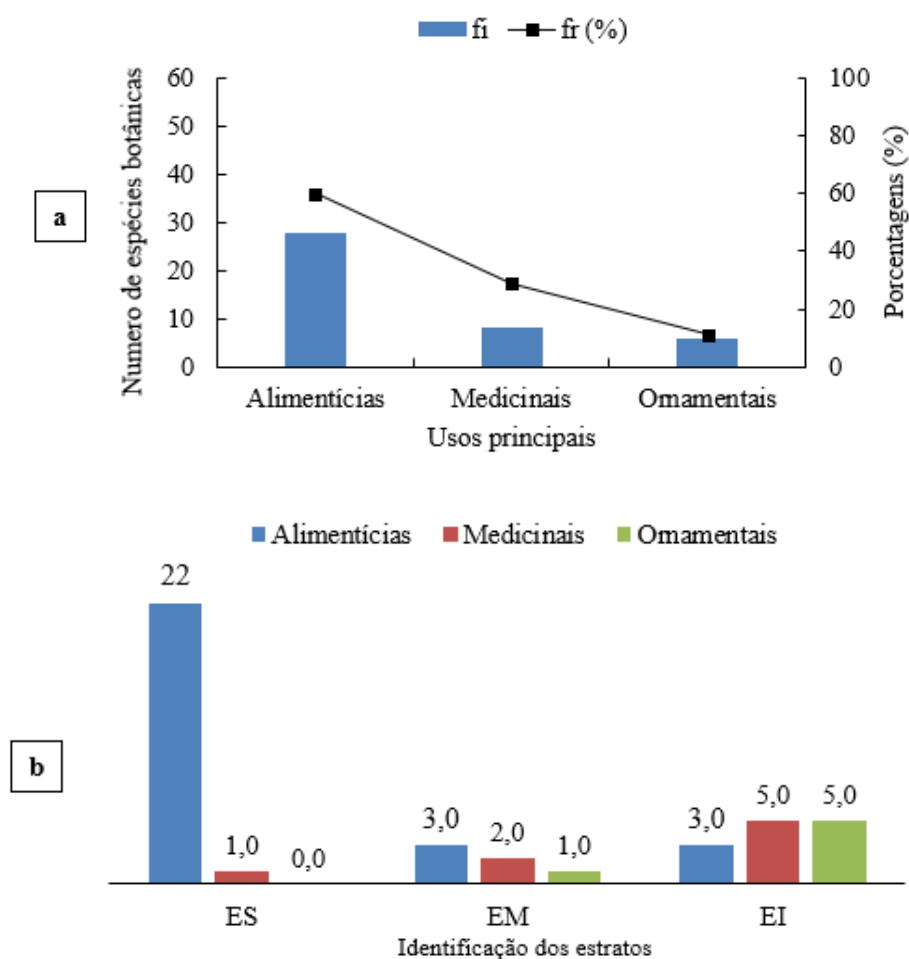 fi fr (%)
60
50
40
30
20
10
0
Numero de espécies botânicas
100
80
60
40
20
0
Porcentagens (%)
a
Alimentícias Medicinais Ornamentais
Usos principais
Alimentícias Medicinais Ornamentais
b
22 1,0 0,0 3,0 2,0 1,0 3,0 5,0 5,0
ES EM EI
Identificação dos estratos